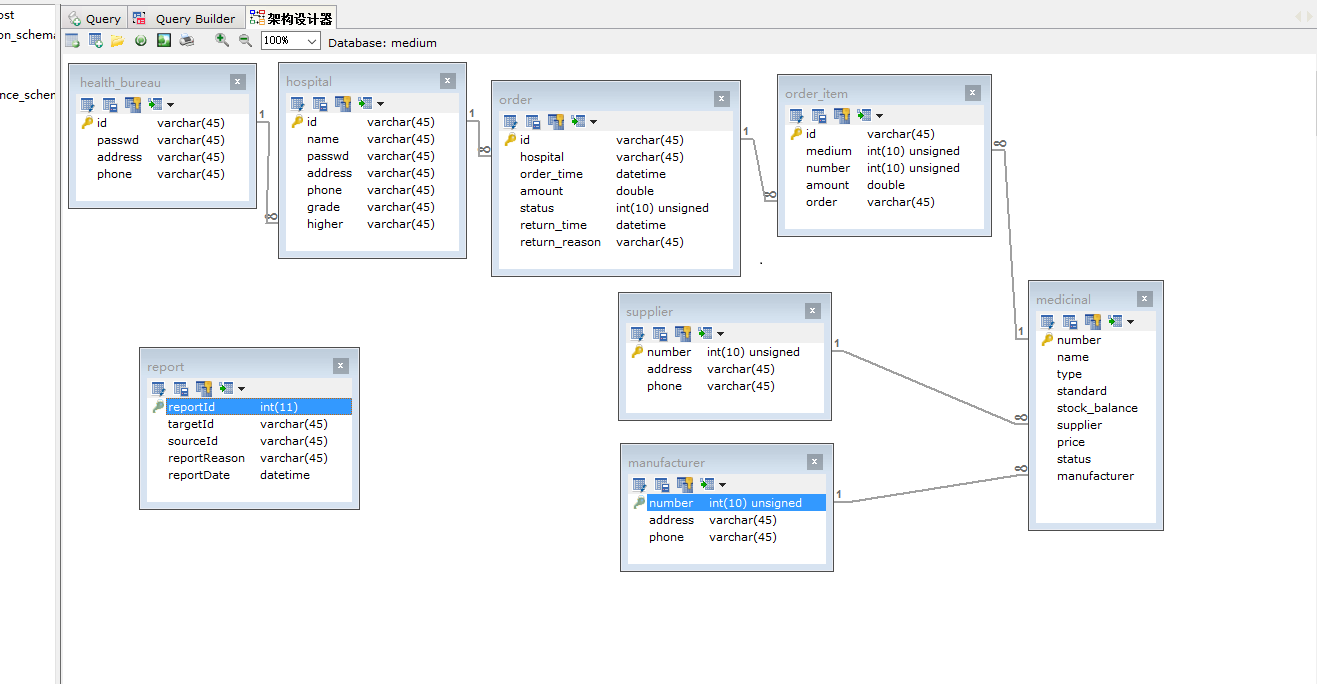 ost
on_schema
nce_scher
Query
Query Builder
架构设计器
100%
Database: medium
health_bureau
id varchar(45)
passwd varchar(45)
address varchar(45)
phone varchar(45)
1
∞
hospital
id varchar(45)
name varchar(45)
passwd varchar(45)
address varchar(45)
phone varchar(45)
grade varchar(45)
higher varchar(45)
1
∞
order
id varchar(45)
hospital varchar(45)
order_time datetime
amount double
status int(10) unsigned
return_time datetime
return_reason varchar(45)
1
∞
order_item
id varchar(45)
medium int(10) unsigned
number int(10) unsigned
amount double
order varchar(45)
∞
1
supplier
number int(10) unsigned
address varchar(45)
phone varchar(45)
1
∞
medicinal
number
name
type
standard
stock_balance
supplier
price
status
manufacturer
report
reportId int(11)
targetId varchar(45)
sourceId varchar(45)
reportReason varchar(45)
reportDate datetime
manufacturer
number int(10) unsigned
address varchar(45)
phone varchar(45)
1
∞